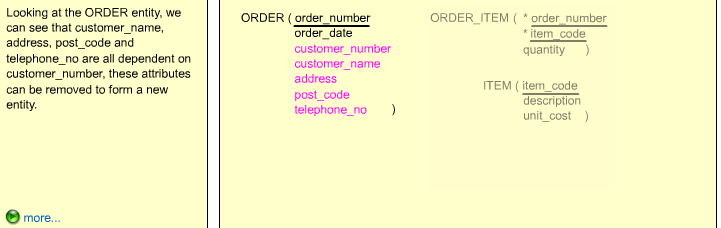 Looking at the ORDER entity, we
can see that customer_name,
address, post_code and
telephone_no are all dependent on
customer_number, these attributes
can be removed to form a new
entity.
more...
ORDER ( order_number
order_date
customer_number
customer_name
address
post_code
telephone_no )
ORDER_ITEM ( * order_number
* item_code
quantity )
ITEM ( item_code
description
unit_cost )